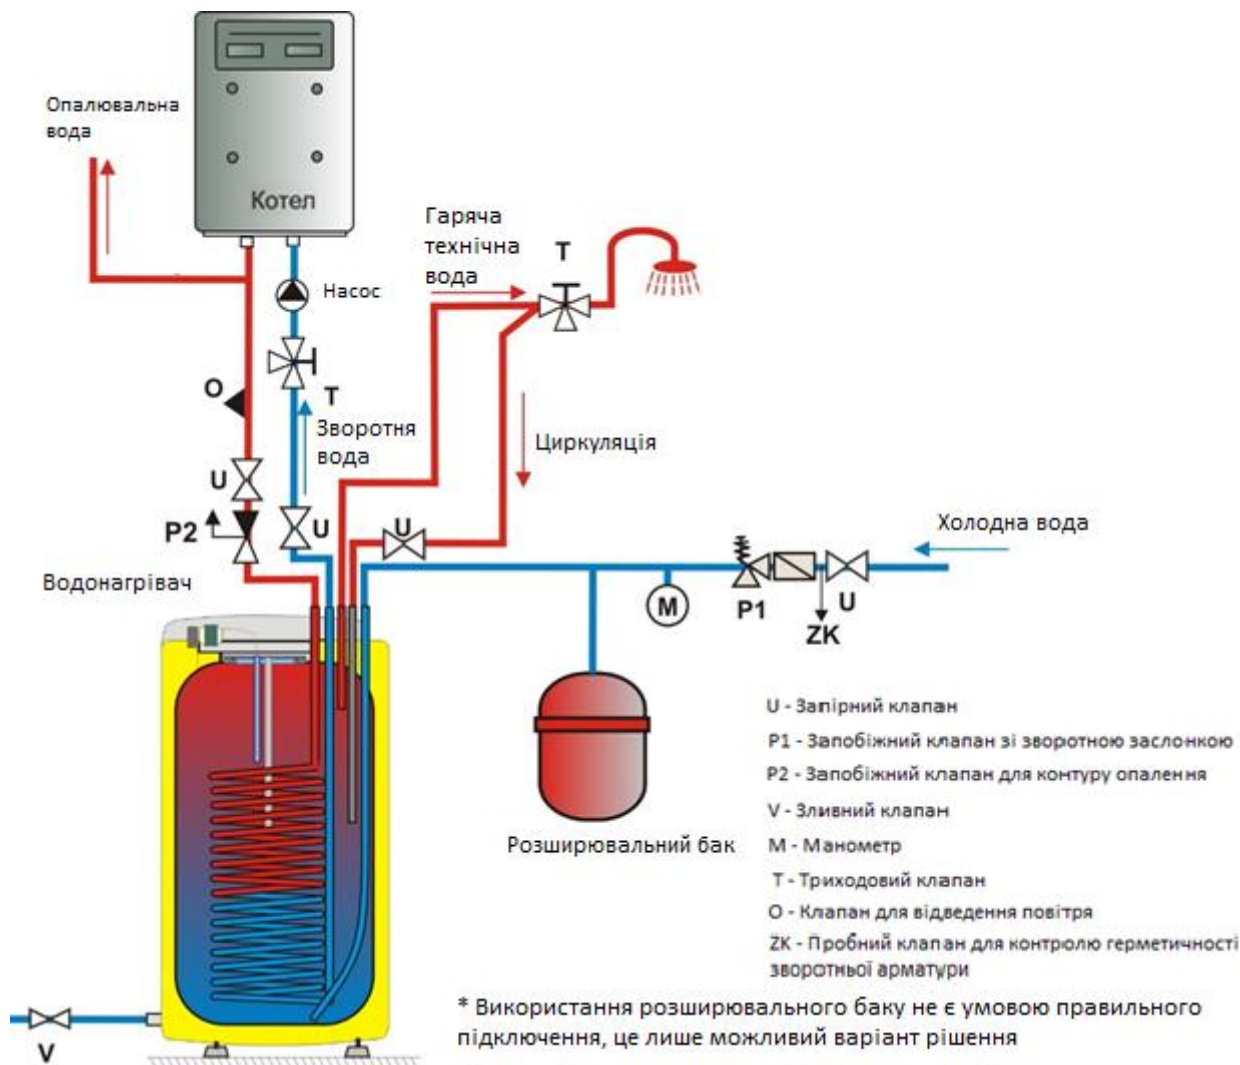 Опалювальна
вода
Котел
Гаряча
технічна
вода
T
Насос
O
T
Зворотня
вода
Циркуляція
U
P2
U
U
Холодна вода
Водонагрівач
M
P1
U
ZK
U - Запірний клапан
P1 - Запобіжний клапан зі зворотною заслонкою
P2 - Запобіжний клапан для контуру опалення
V - Зливний клапан
M - Манометр
T - Триходовий клапан
O - Клапан для відведення повітря
ZK - Пробний клапан для контролю герметичності
зворотньої арматури
Розширювальний бак
* Використання розширювального баку не є умовою правильного
підключення, це лише можливий варіант рішення
V